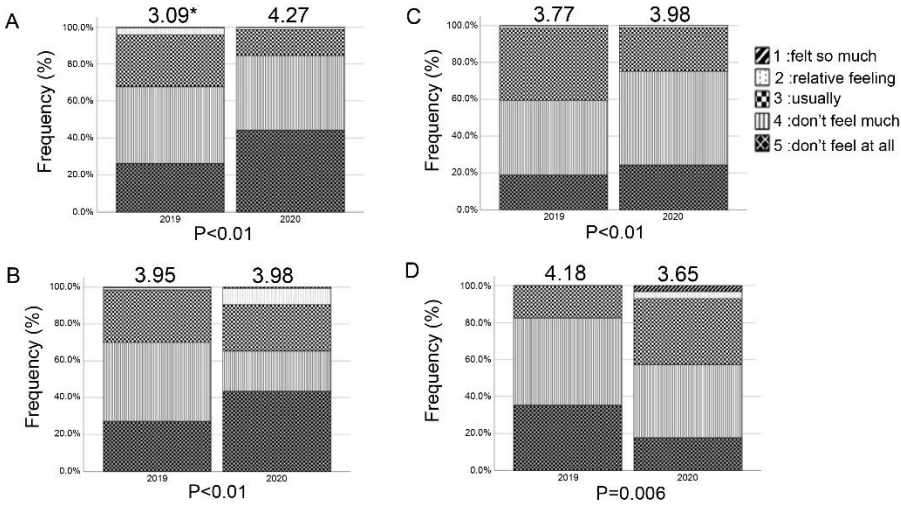 A
3.09* 4.27
Frequency (%)
100.0%
80.0%
60.0%
40.0%
20.0%
0.0%
2019 2020
P<0.01
C
3.77 3.98
Frequency (%)
100.0%
80.0%
60.0%
40.0%
20.0%
0.0%
2019 2020
P<0.01
1 :felt so much
2 :relative feeling
3 :usually
4 :don't feel much
5 :don't feel at all
B
3.95 3.98
Frequency (%)
100.0%
80.0%
60.0%
40.0%
20.0%
0.0%
2019 2020
P<0.01
D
4.18 3.65
Frequency (%)
100.0%
80.0%
60.0%
40.0%
20.0%
0.0%
2019 2020
P=0.006